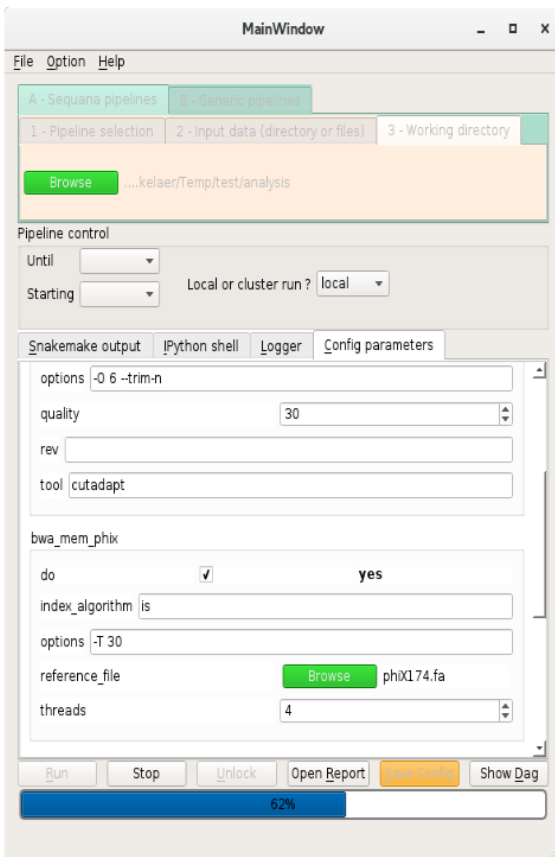 MainWindow
File Option Help
A - Sequana pipelines B - Generic pipelines
1 - Pipeline selection 2 - Input data (directory or files) 3 - Working directory
Browse ....kelaer/Temp/test/analysis
Pipeline control
Until
Local or cluster run ? local
Starting
Snakemake output IPython shell Logger Config parameters
options -O 6 --trim-n
quality 30
rev
tool cutadapt
bwa_mem_phix
do yes
index_algorithm is
options -T 30
reference_file Browse phiX174.fa
threads 4
Run Stop Unlock Open Report Save Config Show Dag
62%